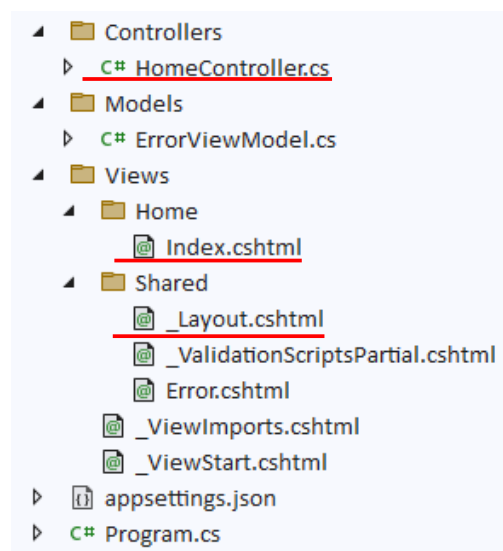 Controllers
C# HomeController.cs
Models
C# ErrorViewModel.cs
Views
Home
@ Index.cshtml
Shared
@ _Layout.cshtml
@ _ValidationScriptsPartial.cshtml
@ Error.cshtml
@ _ViewImports.cshtml
@ _ViewStart.cshtml
{} appsettings.json
C# Program.cs